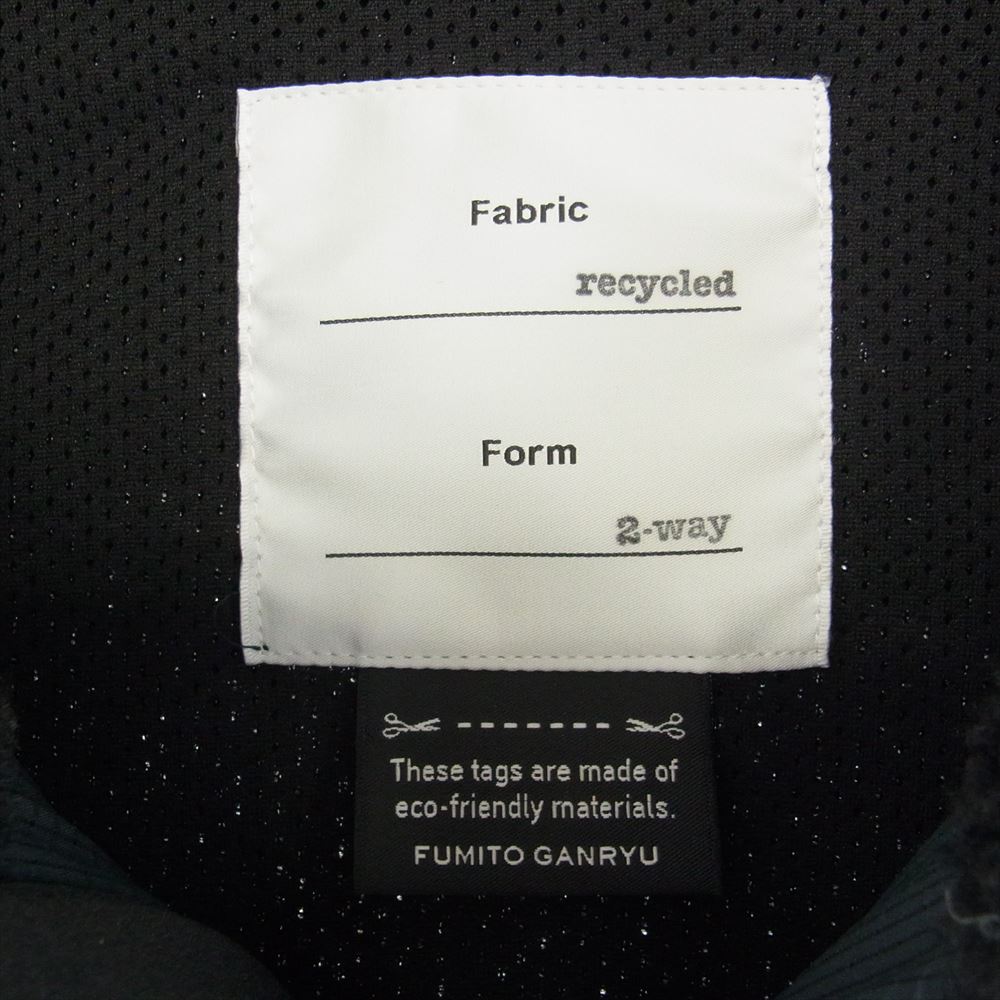 Fabric
recycled
Form
2-way
These tags are made of
eco-friendly materials.
FUMITO GANRYU